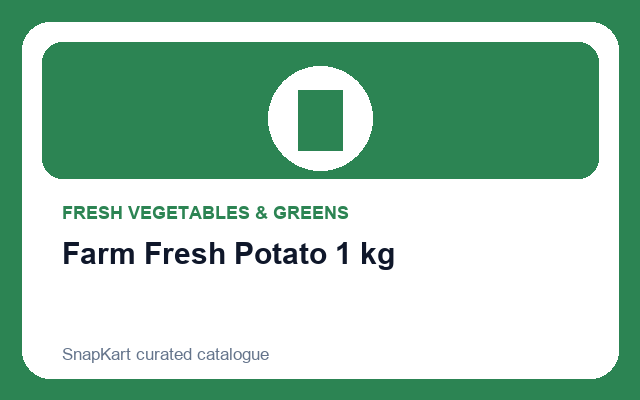 FRESH VEGETABLES & GREENS
Farm Fresh Potato 1 kg
SnapKart curated catalogue